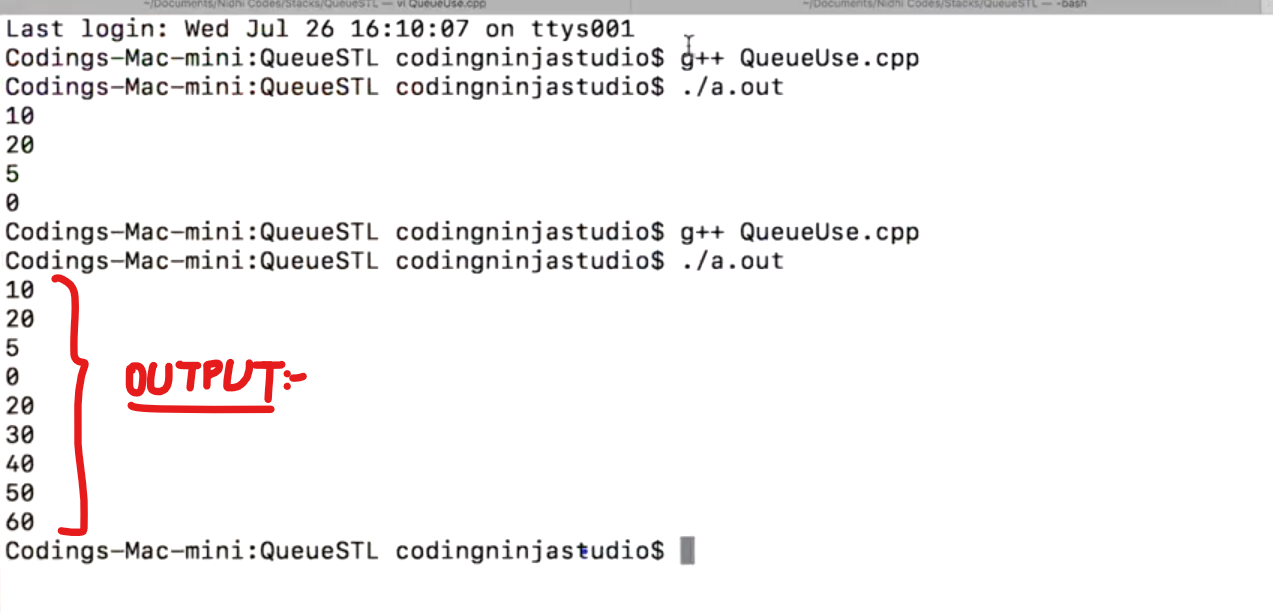 ~/Documents/Nidhi Codes/Stacks/QueueSTL — vi QueueUse.cpp
~/Documents/Nidhi Codes/Stacks/QueueSTL — -bash
Last login: Wed Jul 26 16:10:07 on ttys001
Codings-Mac-mini:QueueSTL codingninjastudio$ g++ QueueUse.cpp
Codings-Mac-mini:QueueSTL codingninjastudio$ ./a.out
10
20
5
0
Codings-Mac-mini:QueueSTL codingninjastudio$ g++ QueueUse.cpp
Codings-Mac-mini:QueueSTL codingninjastudio$ ./a.out
10
20
5
0
OUTPUT:-
20
30
40
50
60
Codings-Mac-mini:QueueSTL codingninjastudio$